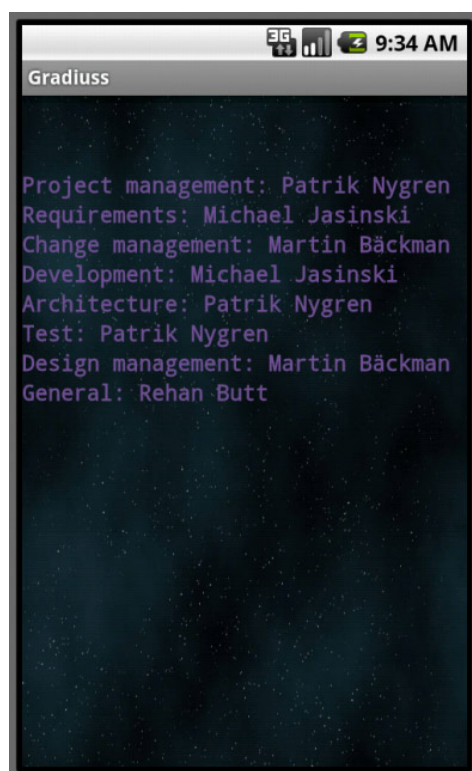 3G
9:34 AM
Gradiuss
Project management: Patrik Nygren
Requirements: Michael Jasinski
Change management: Martin Bäckman
Development: Michael Jasinski
Architecture: Patrik Nygren
Test: Patrik Nygren
Design management: Martin Bäckman
General: Rehan Butt